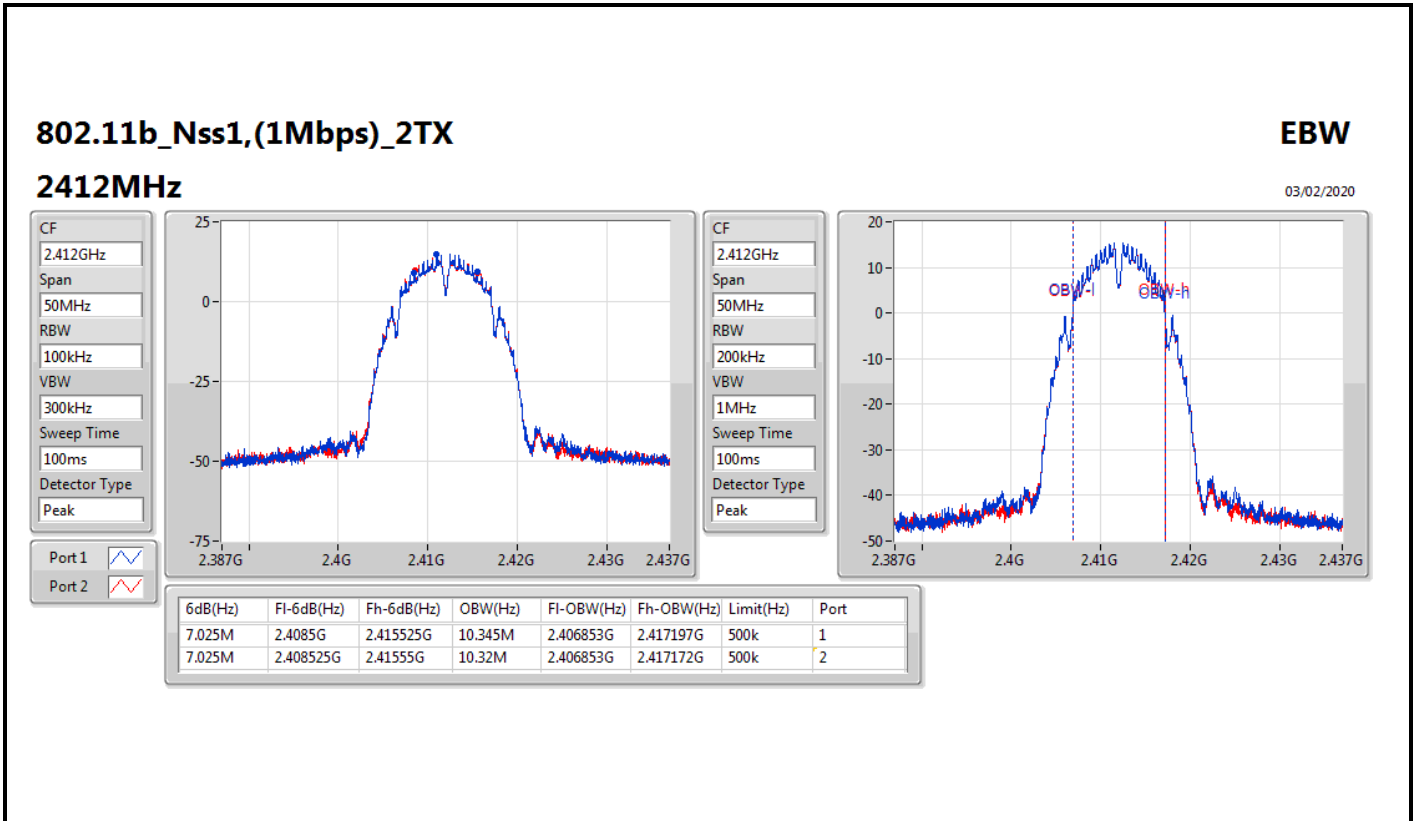 802.11b_Nss1,(1Mbps)_2TX
EBW
2412MHz
03/02/2020
CF
2.412GHz
Span
50MHz
RBW
100kHz
VBW
300kHz
Sweep Time
100ms
Detector Type
Peak
Port 1
Port 2
25
0
-25
-50
-75
2.387G 2.4G 2.41G 2.42G 2.43G 2.437G
CF
2.412GHz
Span
50MHz
RBW
200kHz
VBW
1MHz
Sweep Time
100ms
Detector Type
Peak
20
10
0
-10
-20
-30
-40
-50
OBW-l OBW-h
OBW-h
2.387G 2.4G 2.41G 2.42G 2.43G 2.437G
6dB(Hz) Fl-6dB(Hz) Fh-6dB(Hz) OBW(Hz) Fl-OBW(Hz) Fh-OBW(Hz) Limit(Hz) Port
7.025M 2.4085G 2.415525G 10.345M 2.406853G 2.417197G 500k 1
7.025M 2.408525G 2.41555G 10.32M 2.406853G 2.417172G 500k 2